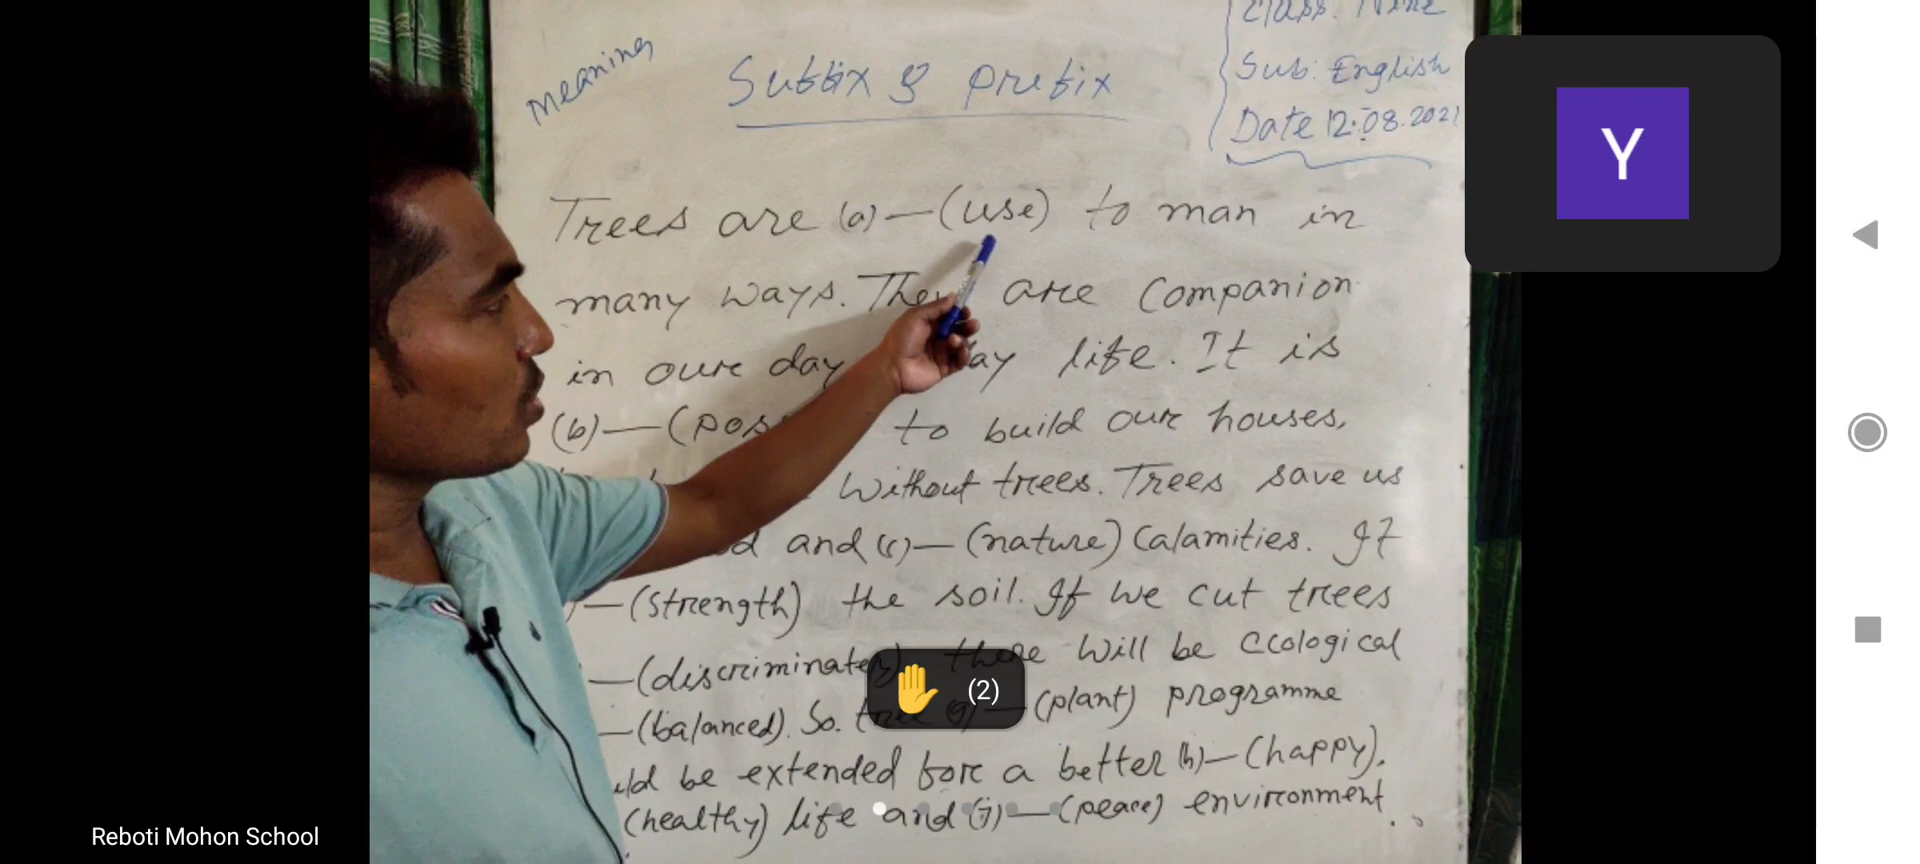 Meaning
Suffix & Prefix
Class: Nine
Sub: English
Date 12.08.2021
Y
Trees are (a)—(use) to man in
many ways. They are companion
in our day day life. It is
(b)—( to build our houses,
without trees. Trees save us
and (c)—(nature) calamities. It
—(strength) the soil. If we cut trees
—(discriminately) there will be ecological
—(balanced). So. tree (g)—(plant) programme
be extended for a better (h)—(happy).
(healthy) life and (j)—(peace) environment.
(2)
Reboti Mohon School